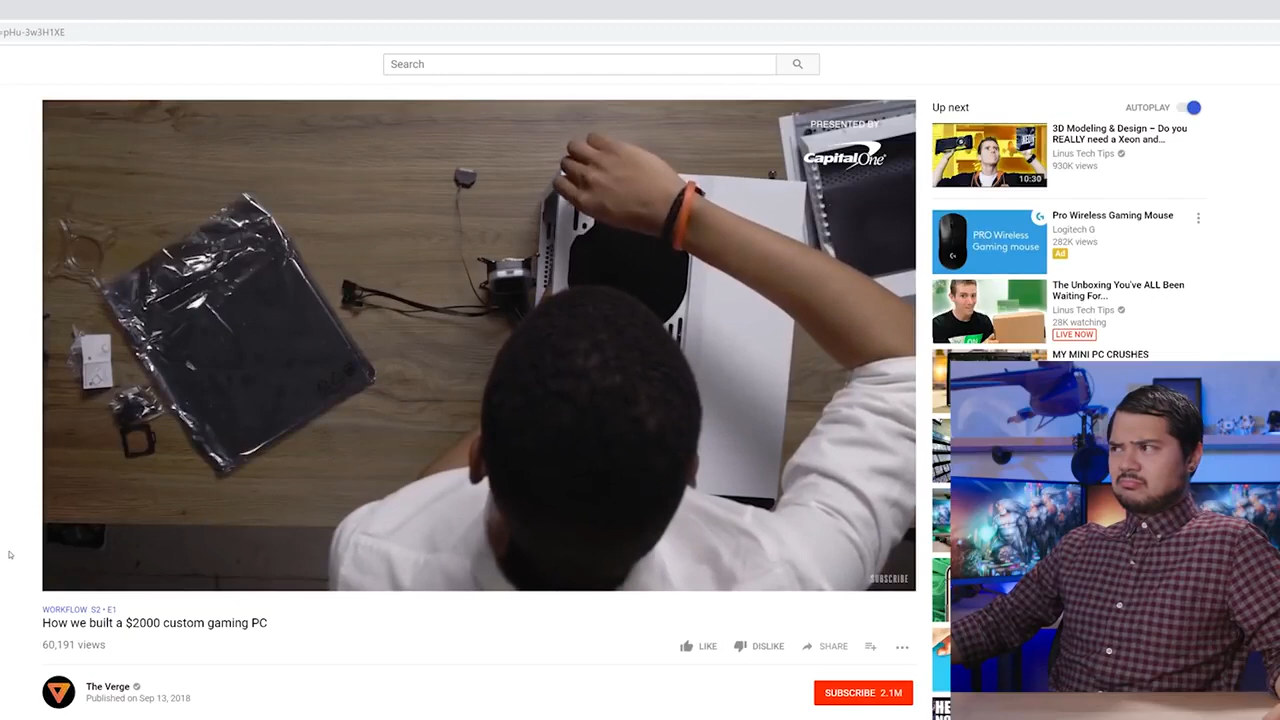 =pHu-3w3H1XE
Search
PRESENTED BY
Capital One
SUBSCRIBE
WORKFLOW S2 • E1
How we built a $2000 custom gaming PC
60,191 views
LIKE
DISLIKE
SHARE
The Verge
Published on Sep 13, 2018
SUBSCRIBE 2.1M
Up next
AUTOPLAY
10:30
3D Modeling & Design – Do you
REALLY need a Xeon and...
Linus Tech Tips
930K views
PRO Wireless
Gaming mouse
Pro Wireless Gaming Mouse
Logitech G
282K views
Ad
The Unboxing You've ALL Been
Waiting For...
Linus Tech Tips
28K watching
LIVE NOW
MY MINI PC CRUSHES